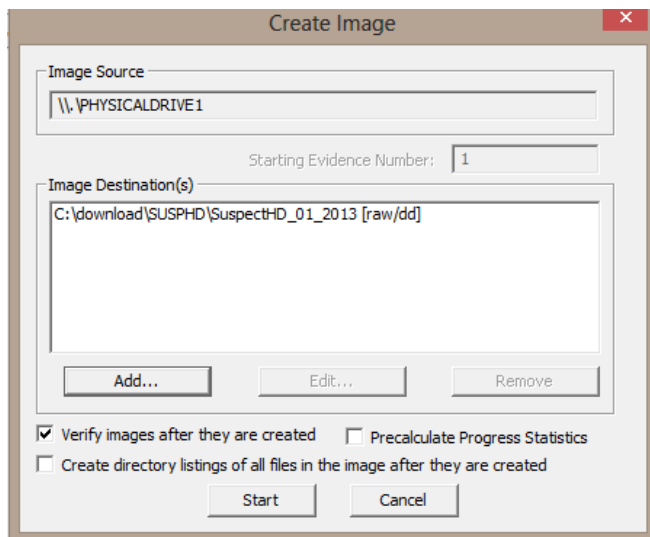 Create Image
Image Source
\\.\PHYSICALDRIVE1
Starting Evidence Number: 1
Image Destination(s)
C:\download\SUSPHD\SuspectHD_01_2013 [raw/dd]
Add... Edit... Remove
Verify images after they are created Precalculate Progress Statistics
Create directory listings of all files in the image after they are created
Start Cancel